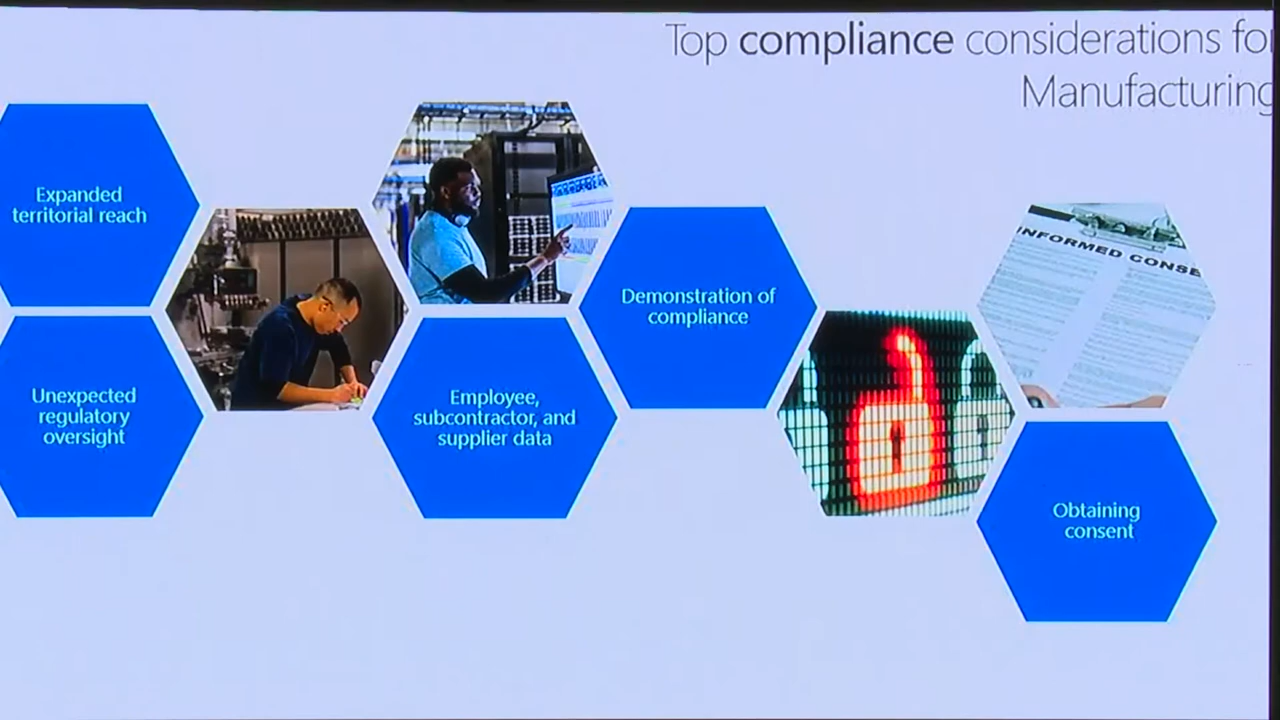 Top compliance considerations for
Manufacturing
Expanded
territorial reach
Unexpected
regulatory
oversight
Employee,
subcontractor, and
supplier data
Demonstration of
compliance
INFORMED CONSE
Obtaining
consent